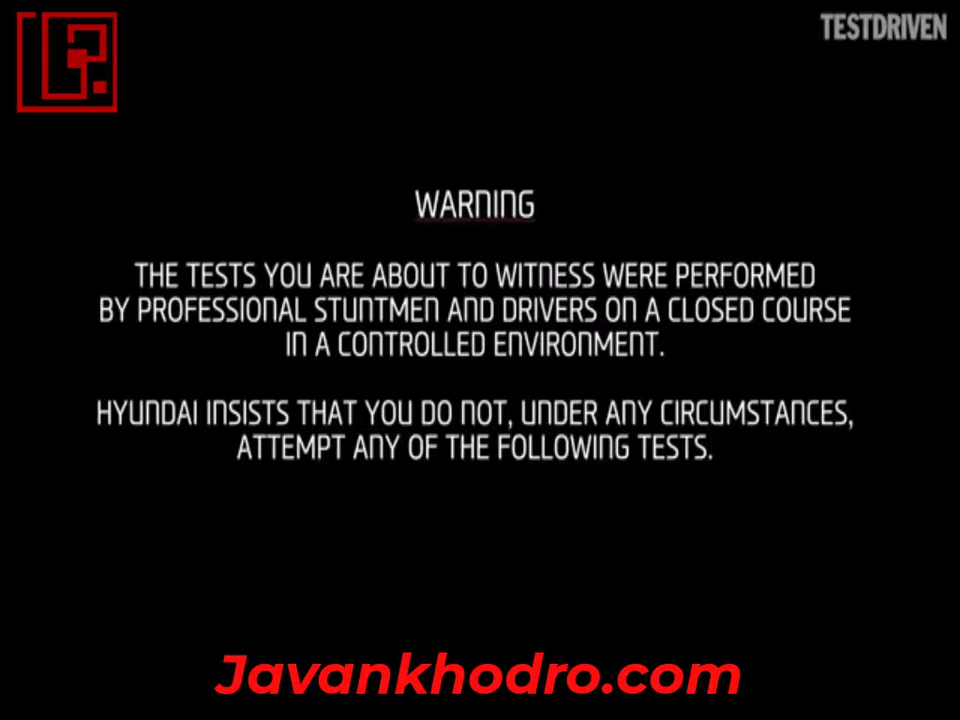 TESTDRIVEN
WARNING
THE TESTS YOU ARE ABOUT TO WITNESS WERE PERFORMED
BY PROFESSIONAL STUNTMEN AND DRIVERS ON A CLOSED COURSE
IN A CONTROLLED ENVIRONMENT.
HYUNDAI INSISTS THAT YOU DO NOT, UNDER ANY CIRCUMSTANCES,
ATTEMPT ANY OF THE FOLLOWING TESTS.
Javankhodro.com